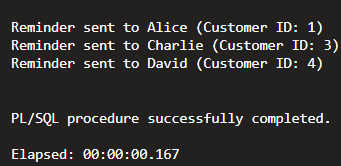 Reminder sent to Alice (Customer ID: 1)
Reminder sent to Charlie (Customer ID: 3)
Reminder sent to David (Customer ID: 4)
PL/SQL procedure successfully completed.
Elapsed: 00:00:00.167